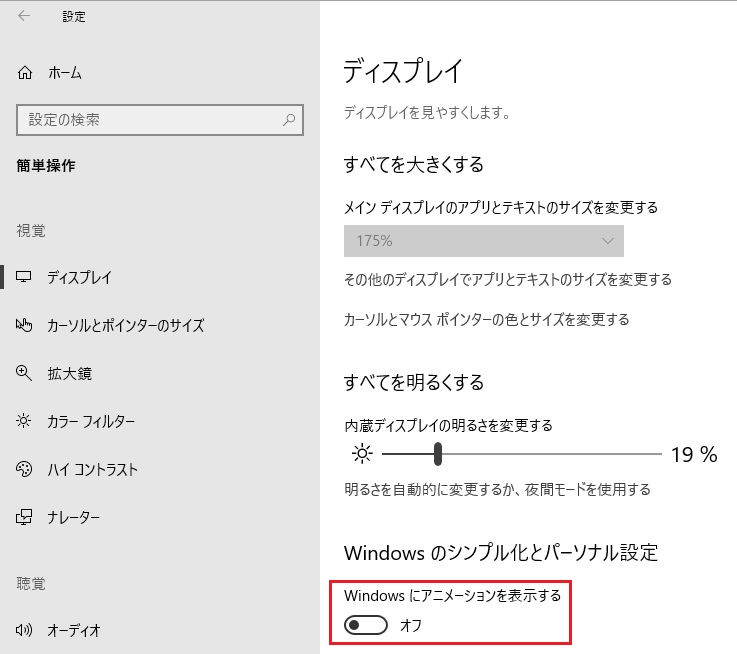 設定
ホーム
設定の検索
簡単操作
視覚
ディスプレイ
カーソルとポインターのサイズ
拡大鏡
カラー フィルター
ハイ コントラスト
ナレーター
聴覚
オーディオ
ディスプレイ
ディスプレイを見やすくします。
すべてを大きくする
メイン ディスプレイのアプリとテキストのサイズを変更する
175%
その他のディスプレイでアプリとテキストのサイズを変更する
カーソルとマウス ポインターの色とサイズを変更する
すべてを明るくする
内蔵ディスプレイの明るさを変更する
19 %
明るさを自動的に変更するか、夜間モードを使用する
Windows のシンプル化とパーソナル設定
Windows にアニメーションを表示する
オフ